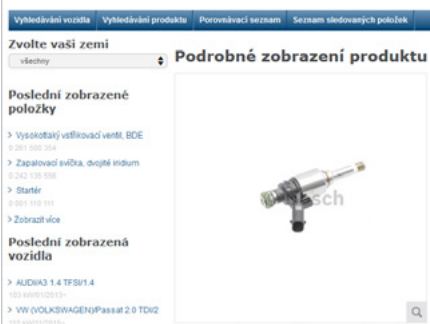 Vyhledávání vozidla Vyhledávání produktu Porovnávací seznam Seznam sledovaných položek
Zvolte vaši zemi
všechny
Podrobné zobrazení produktu
Poslední zobrazené
položky
> Vysokotlaký vstřikovací ventil, BDE
0 261 500 354
> Zapalovací svíčka, dvojité iridium
0 242 135 556
> Startér
0 001 110 111
> Zobrazit více
Poslední zobrazená
vozidla
> AUDI/A3 1.4 TFSI/1.4
> VW (VOLKSWAGEN)/Passat 2.0 TDI/2